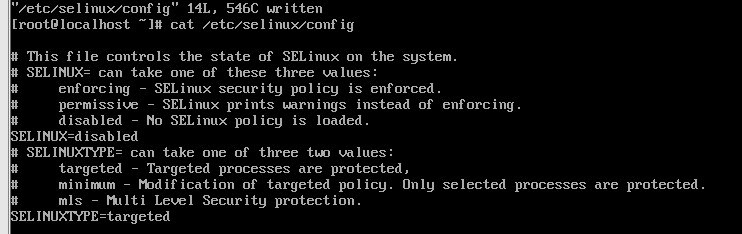 "/etc/selinux/config" 14L, 546C written
[root@localhost ~]# cat /etc/selinux/config
# This file controls the state of SELinux on the system.
# SELINUX= can take one of these three values:
#     enforcing - SELinux security policy is enforced.
#     permissive - SELinux prints warnings instead of enforcing.
#     disabled - No SELinux policy is loaded.
SELINUX=disabled
# SELINUXTYPE= can take one of three two values:
#     targeted - Targeted processes are protected,
#     minimum - Modification of targeted policy. Only selected processes are protected.
#     mls - Multi Level Security protection.
SELINUXTYPE=targeted